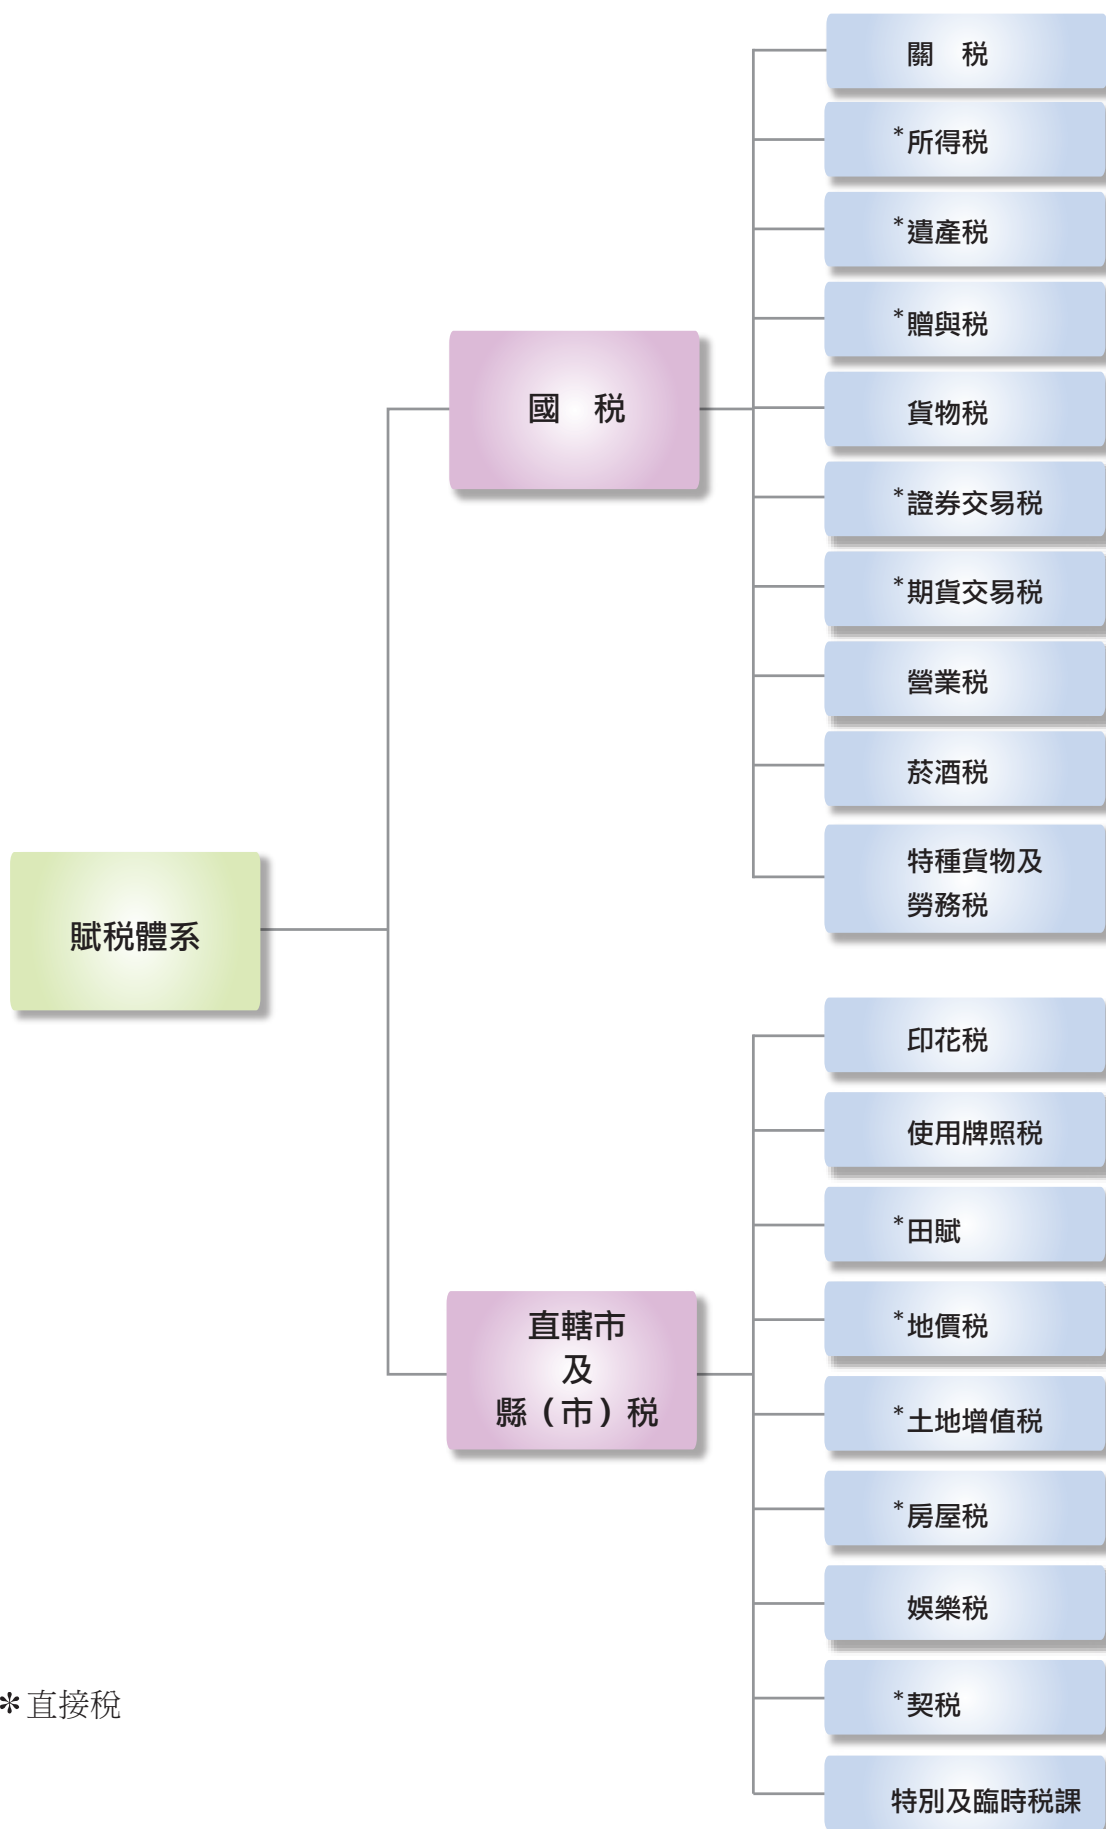 賦稅體系
國　稅
關　稅
*所得稅
*遺產稅
*贈與稅
貨物稅
*證券交易稅
*期貨交易稅
營業稅
菸酒稅
特種貨物及
勞務稅
直轄市
及
縣（市）稅
印花稅
使用牌照稅
*田賦
*地價稅
*土地增值稅
*房屋稅
娛樂稅
*契稅
特別及臨時稅課
*直接稅